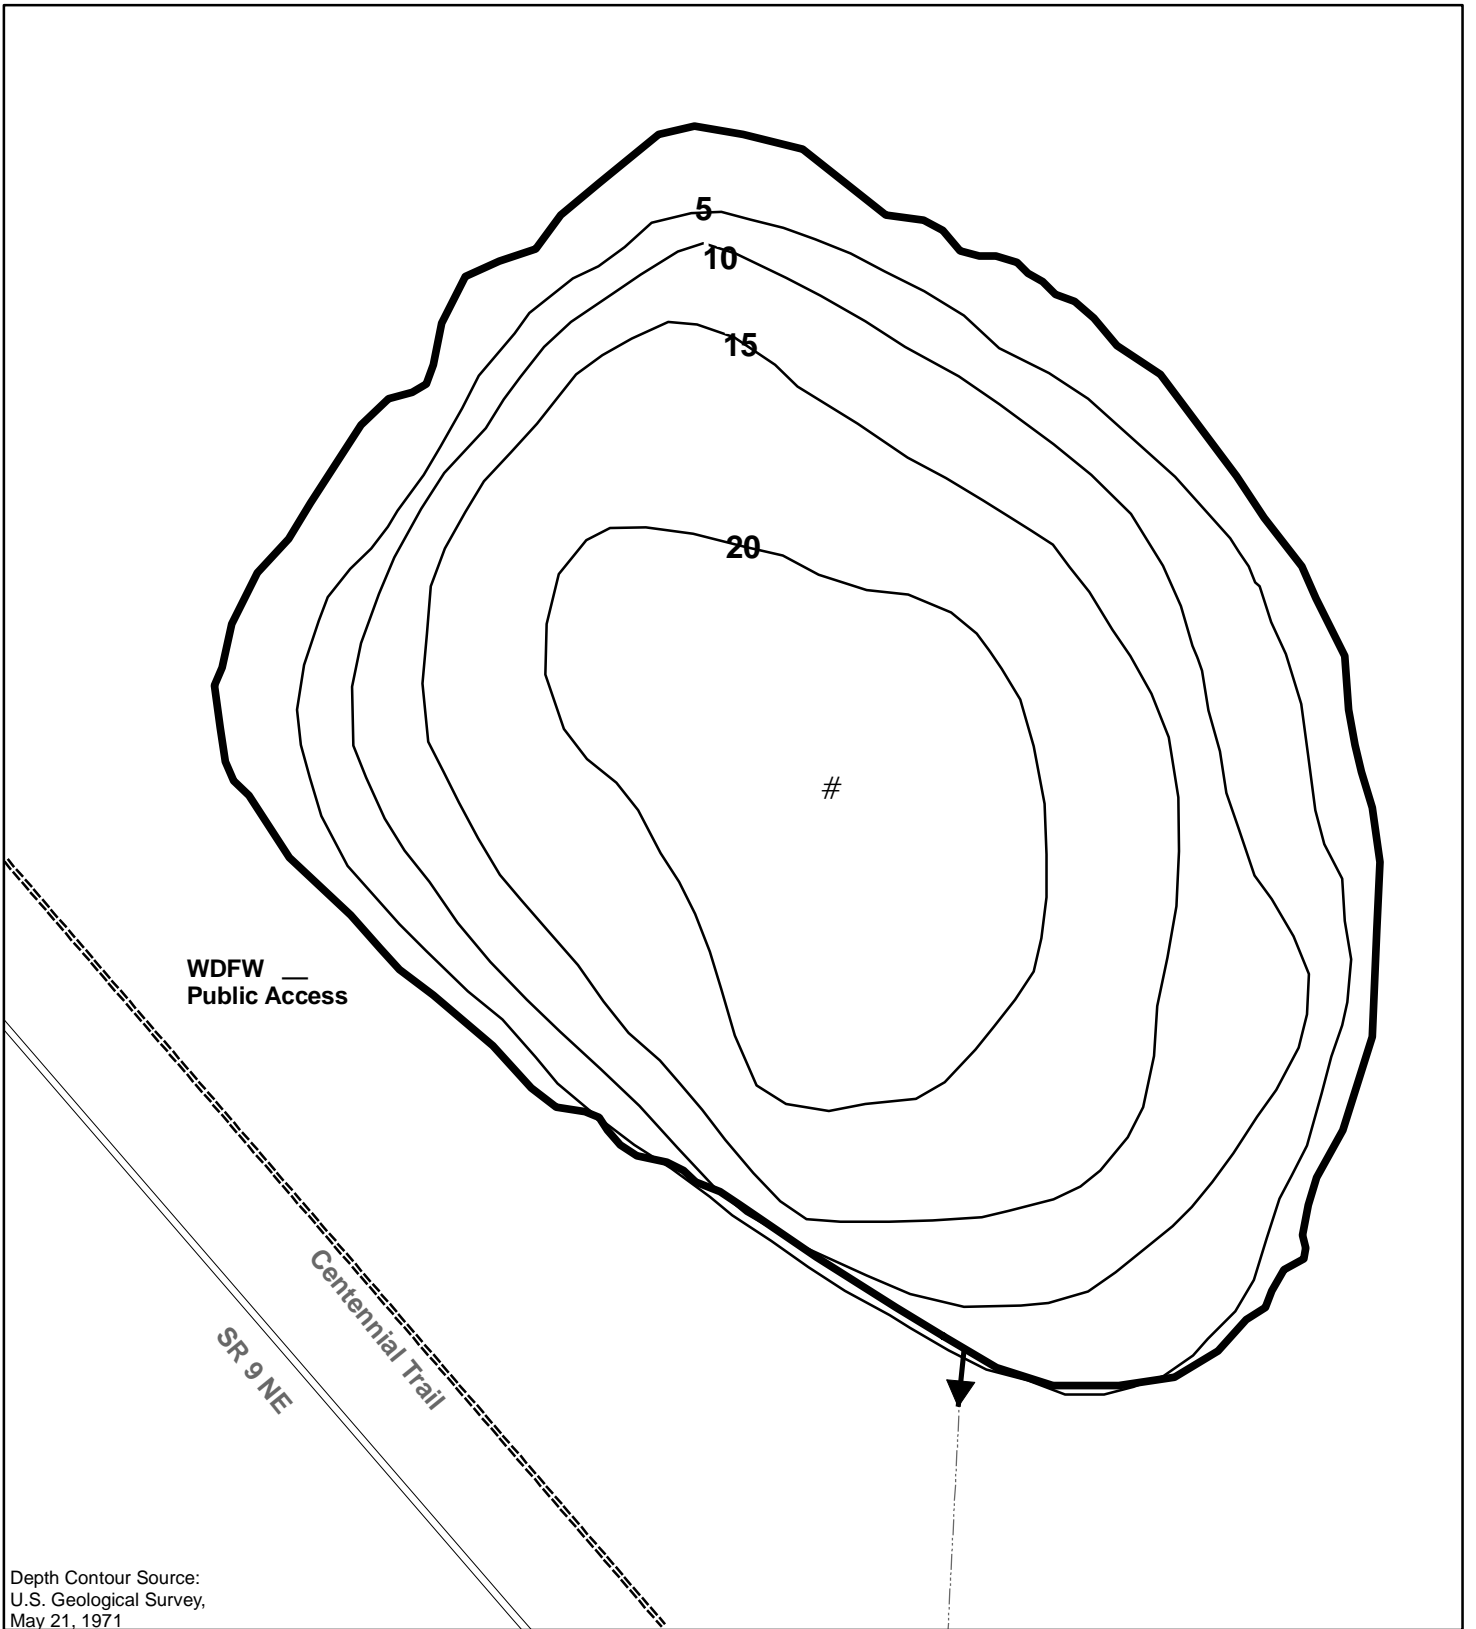 5
10
15
20
#
WDFW __
Public Access
Centennial Trail
SR 9 NE
Depth Contour Source:
U.S. Geological Survey,
May 21, 1971